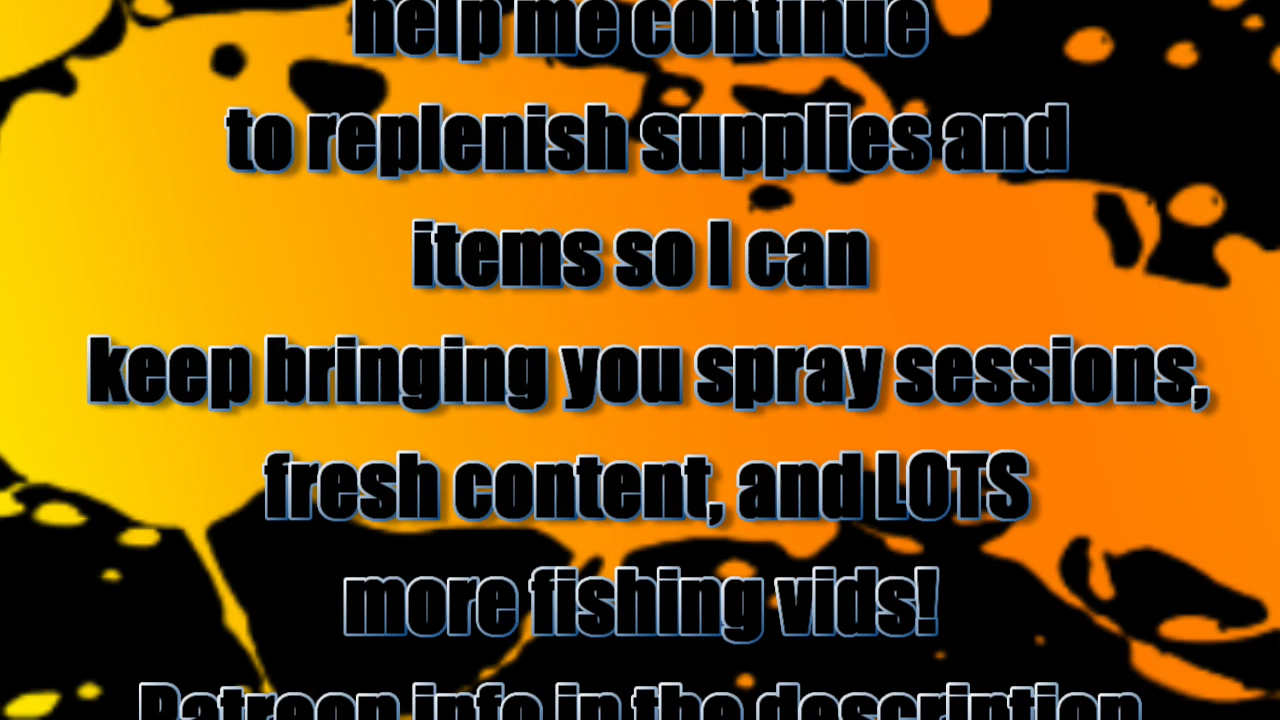 help me continue
to replenish supplies and
items so I can
keep bringing you spray sessions,
fresh content, and LOTS
more fishing vids!
Patreon info in the description